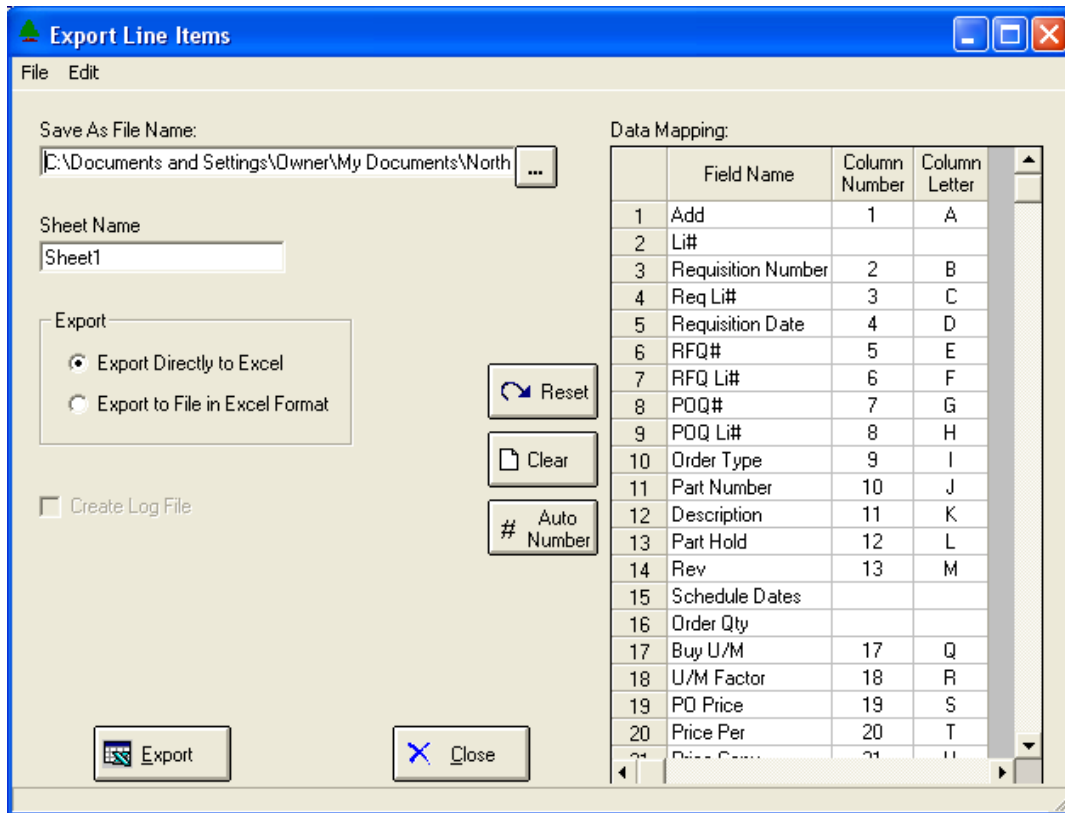 Export Line Items
File Edit
Save As File Name:
C:\Documents and Settings\Owner\My Documents\North ...
Sheet Name
Sheet1
Export
Export Directly to Excel
Export to File in Excel Format
Create Log File
Reset
Clear
# Auto
Number
Export
Close
Data Mapping:
Field Name Column Number Column Letter
1 Add 1 A
2 Li#
3 Requisition Number 2 B
4 Req Li# 3 C
5 Requisition Date 4 D
6 RFQ# 5 E
7 RFQ Li# 6 F
8 POQ# 7 G
9 POQ Li# 8 H
10 Order Type 9 I
11 Part Number 10 J
12 Description 11 K
13 Part Hold 12 L
14 Rev 13 M
15 Schedule Dates
16 Order Qty
17 Buy U/M 17 Q
18 U/M Factor 18 R
19 PO Price 19 S
20 Price Per 20 T
21 Price 21 U